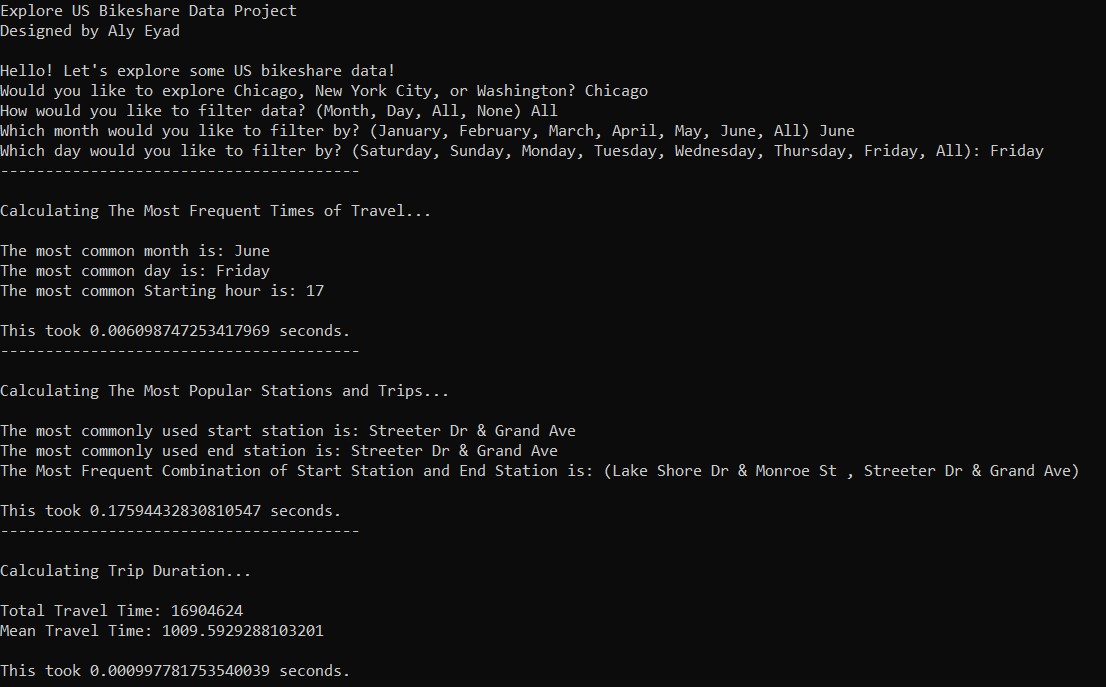 Explore US Bikeshare Data Project
Designed by Aly Eyad
Hello! Let's explore some US bikeshare data!
Would you like to explore Chicago, New York City, or Washington? Chicago
How would you like to filter data? (Month, Day, All, None) All
Which month would you like to filter by? (January, February, March, April, May, June, All) June
Which day would you like to filter by? (Saturday, Sunday, Monday, Tuesday, Wednesday, Thursday, Friday, All): Friday
----------------------------------------
Calculating The Most Frequent Times of Travel...
The most common month is: June
The most common day is: Friday
The most common Starting hour is: 17
This took 0.006098747253417969 seconds.
----------------------------------------
Calculating The Most Popular Stations and Trips...
The most commonly used start station is: Streeter Dr & Grand Ave
The most commonly used end station is: Streeter Dr & Grand Ave
The Most Frequent Combination of Start Station and End Station is: (Lake Shore Dr & Monroe St , Streeter Dr & Grand Ave)
This took 0.17594432830810547 seconds.
----------------------------------------
Calculating Trip Duration...
Total Travel Time: 16904624
Mean Travel Time: 1009.5929288103201
This took 0.000997781753540039 seconds.